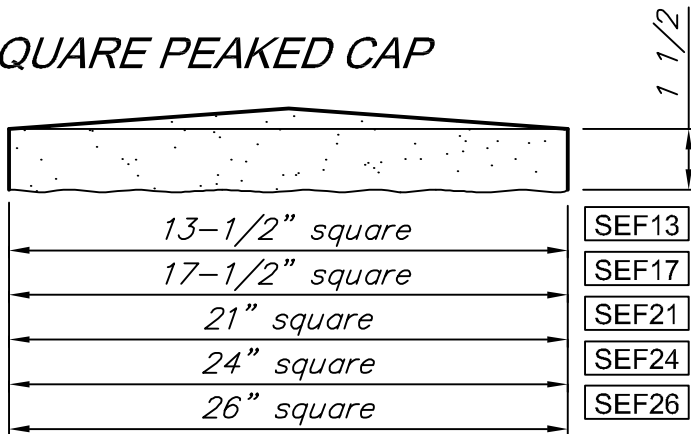 QUARE PEAKED CAP
1 1/2
13-1/2" square
SEF13
17-1/2" square
SEF17
21" square
SEF21
24" square
SEF24
26" square
SEF26